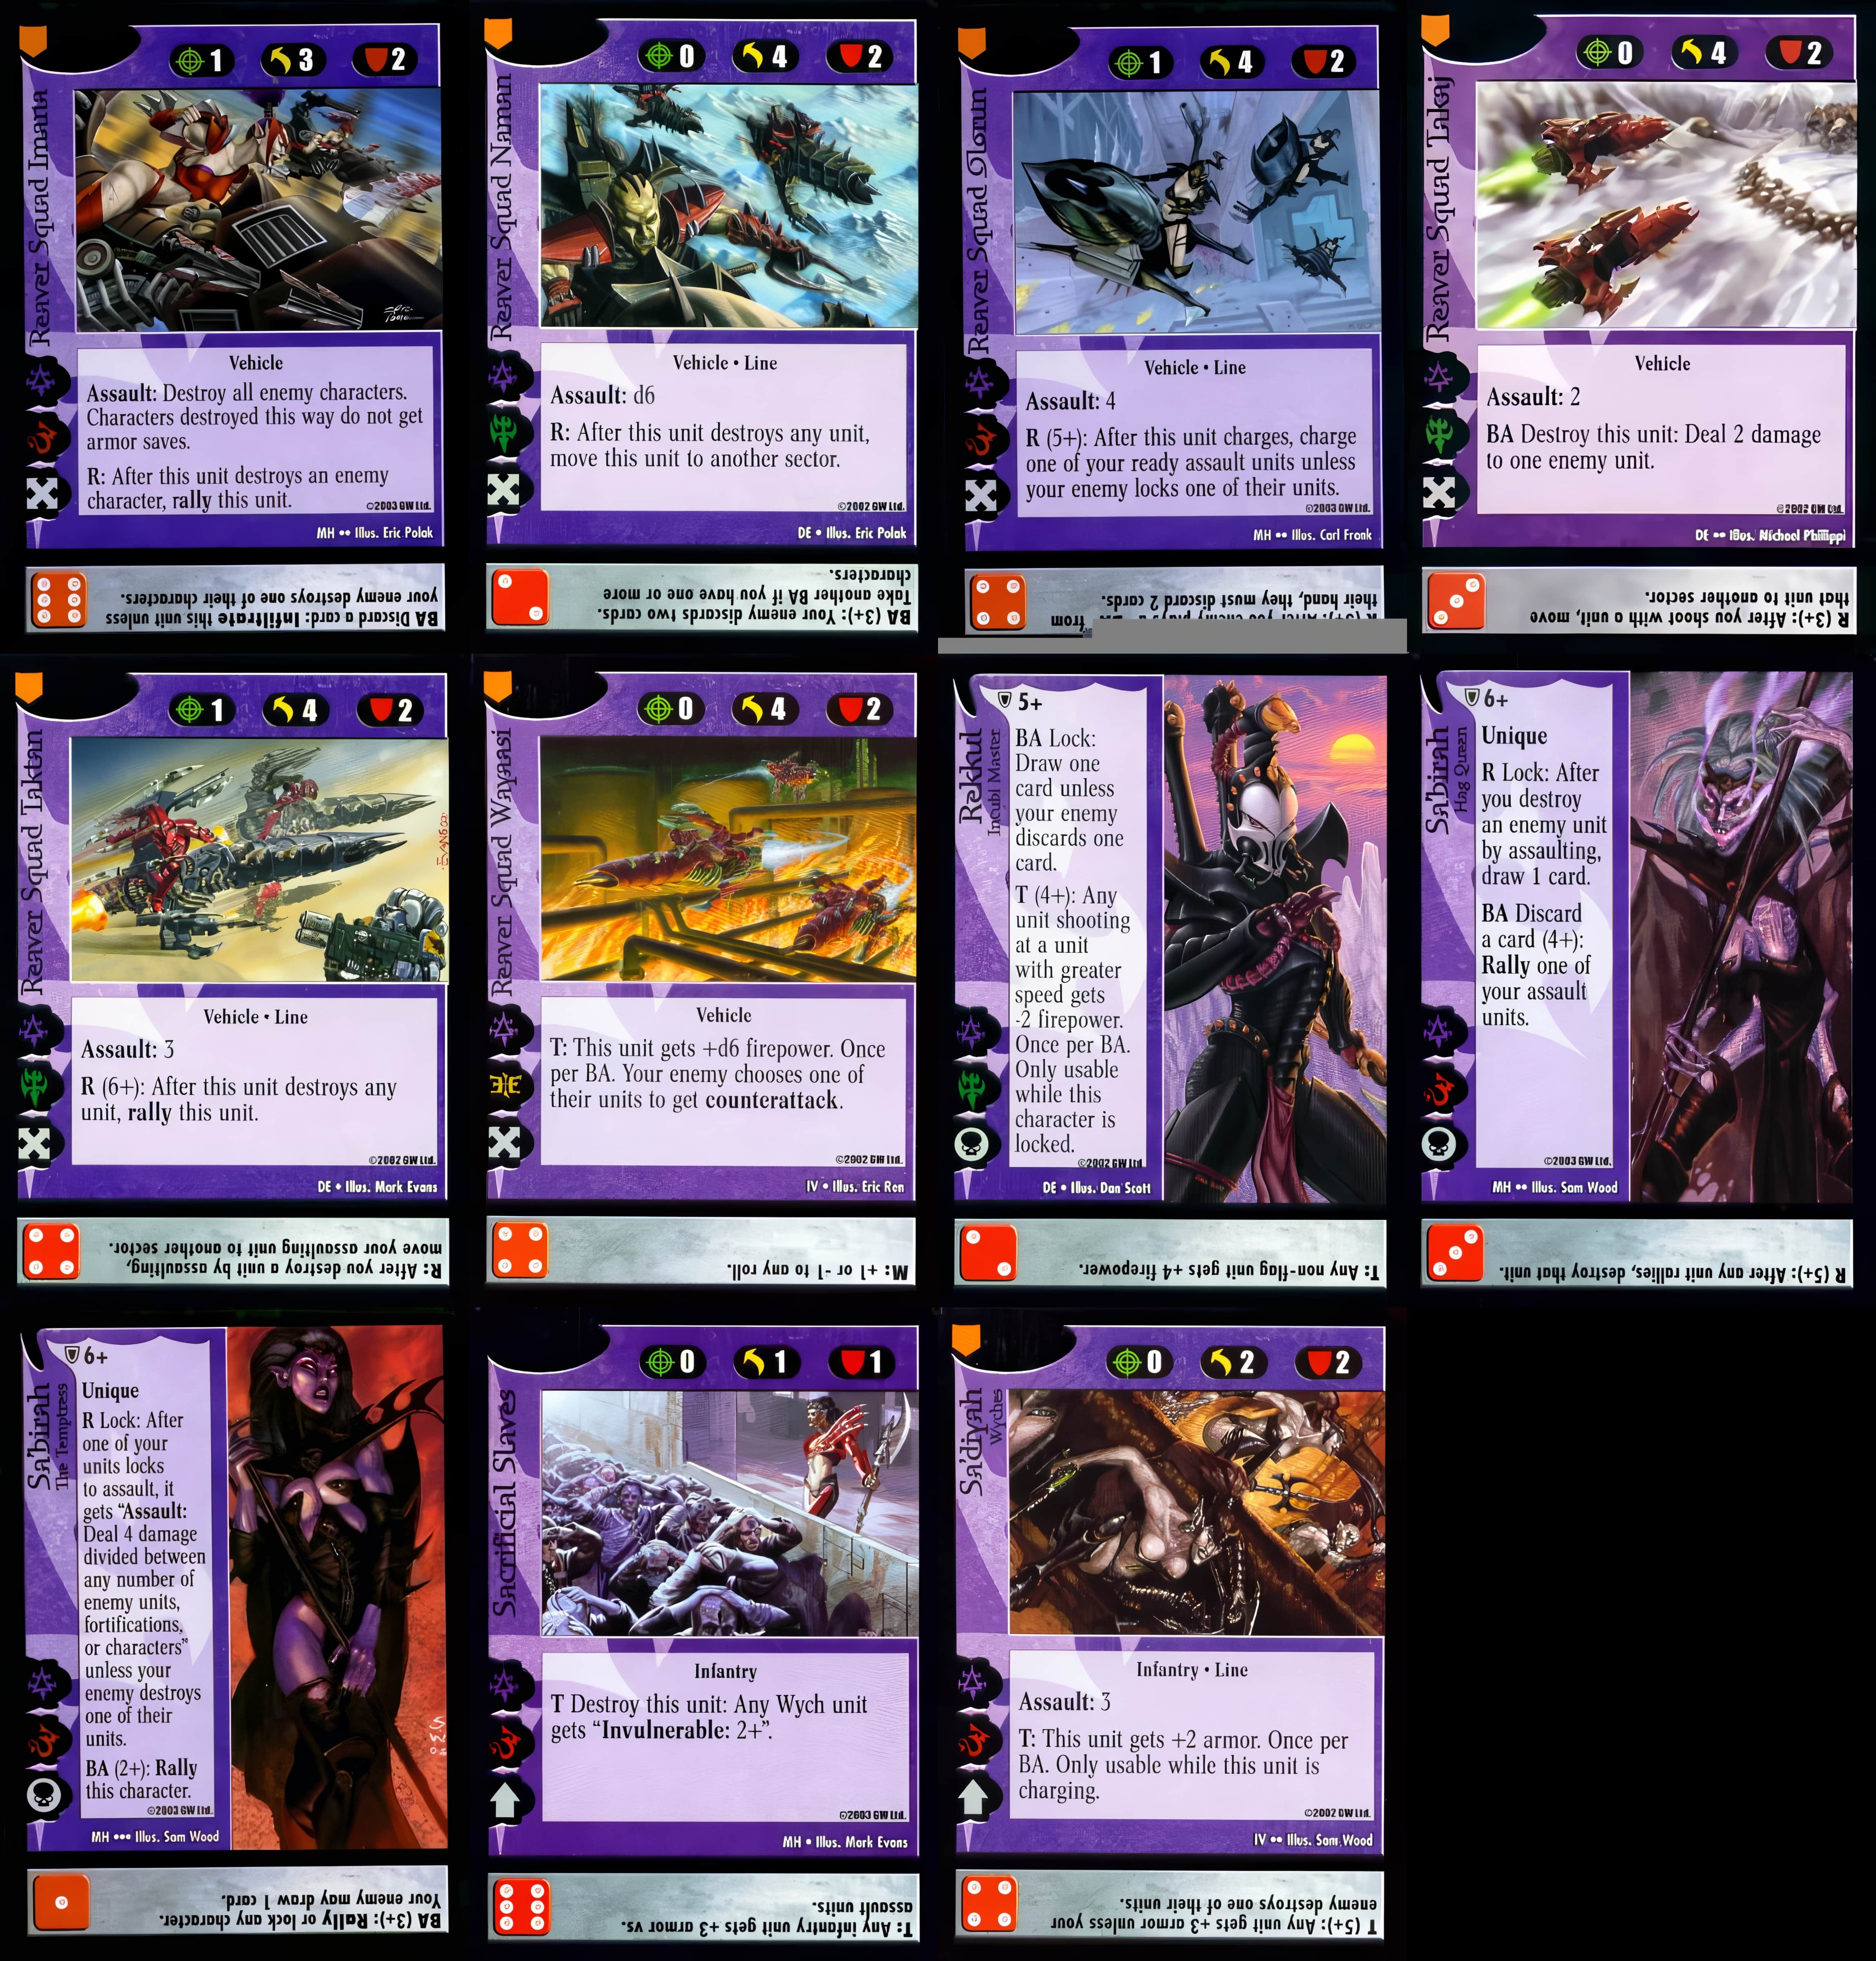 Reaver Squad Imana
1
3
2
Vehicle
Assault: Destroy all enemy characters.
Characters destroyed this way do not get
armor saves.
R: After this unit destroys an enemy
character, rally this unit.
©2003 GW Ltd.
MH •• Illus. Eric Polak
BA Discard a card: Infiltrate this unit unless
your enemy destroys one of their characters.
Reaver Squad Naman
0
4
2
Vehicle • Line
Assault: d6
R: After this unit destroys any unit,
move this unit to another sector.
©2002 GW Ltd.
DE • Illus. Eric Polak
BA (3+): Your enemy discards two cards.
Take another BA if you have one or more
characters.
Reaver Squad
1
4
2
Vehicle • Line
Assault: 4
R (5+): After this unit charges, charge
one of your ready assault units unless
your enemy locks one of their units.
©2003 GW Ltd.
MH •• Illus. Carl Frank
from
their hand, they must discard 2 cards.
Reaver Squad Takaj
0
4
2
Vehicle
Assault: 2
BA Destroy this unit: Deal 2 damage
to one enemy unit.
©2002 GW Ltd.
DE •• Illus. Michael Phillippi
R (3+): After you shoot with a unit, move
that unit to another sector.
Reaver Squad Taktan
1
4
2
Vehicle • Line
Assault: 3
R (6+): After this unit destroys any
unit, rally this unit.
©2002 GW Ltd.
DE • Illus. Mark Evans
R: After you destroy a unit by assaulting,
move your assaulting unit to another sector.
Reaver Squad Wayaasi
0
4
2
Vehicle
T: This unit gets +d6 firepower. Once
per BA. Your enemy chooses one of
their units to get counterattack.
©2002 GW Ltd.
IV • Illus. Eric Ren
M: +1 or -1 to any roll.
Rekkul
Incubi Master
5+
BA Lock:
Draw one
card unless
your enemy
discards one
card.
T (4+): Any
unit shooting
at a unit
with greater
speed gets
-2 firepower.
Once per BA.
Only usable
while this
character is
locked.
©2002 GW Ltd.
DE • Illus. Dan Scott
T: Any non-flag unit gets +4 firepower.
Sa'birah
Hag Queen
6+
Unique
R Lock: After
you destroy
an enemy unit
by assaulting,
draw 1 card.
BA Discard
a card (4+):
Rally one of
your assault
units.
©2003 GW Ltd.
MH •• Illus. Sam Wood
R (5+): After any unit rallies, destroy that unit.
Sa'birah
The Temptress
6+
Unique
R Lock: After
one of your
units locks
to assault, it
gets "Assault:
Deal 4 damage
divided between
any number of
enemy units,
fortifications,
or characters"
unless your
enemy destroys
one of their
units.
BA (2+): Rally
this character.
©2003 GW Ltd.
MH ••• Illus. Sam Wood
BA (3+): Rally or lock any character.
Your enemy may draw 1 card.
Sacrificial Slaves
0
1
1
Infantry
T Destroy this unit: Any Wych unit
gets "Invulnerable: 2+".
©2003 GW Ltd.
MH • Illus. Mark Evans
T: Any infantry unit gets +3 armor vs.
assault units.
Sa'diyah
Wyches
0
2
2
Infantry • Line
Assault: 3
T: This unit gets +2 armor. Once per
BA. Only usable while this unit is
charging.
©2002 GW Ltd.
IV •• Illus. Sam Wood
T (5+): Any unit gets +3 armor unless your
enemy destroys one of their units.